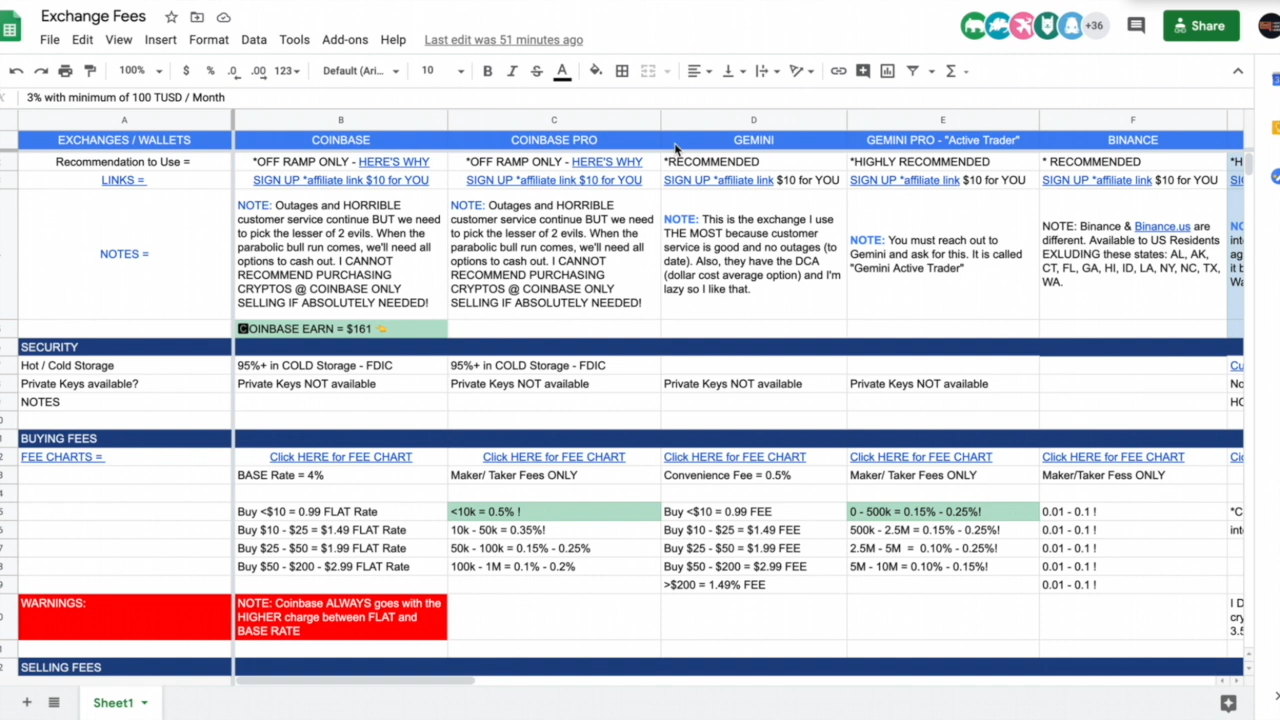 Exchange Fees
File Edit View Insert Format Data Tools Add-ons Help Last edit was 51 minutes ago
+36
Share
100% $ % .0 .00 123 Default (Ari... 10 B I S A
3% with minimum of 100 TUSD / Month
A B C D E F
EXCHANGES / WALLETS COINBASE COINBASE PRO GEMINI GEMINI PRO - "Active Trader" BINANCE
Recommendation to Use = *OFF RAMP ONLY - HERE'S WHY *OFF RAMP ONLY - HERE'S WHY *RECOMMENDED *HIGHLY RECOMMENDED * RECOMMENDED *H
LINKS = SIGN UP *affiliate link $10 for YOU SIGN UP *affiliate link $10 for YOU SIGN UP *affiliate link $10 for YOU SIGN UP *affiliate link $10 for YOU SIGN UP *affiliate link $10 for YOU
NOTES =
NOTE: Outages and HORRIBLE
customer service continue BUT we need
to pick the lesser of 2 evils. When the
parabolic bull run comes, we'll need all
options to cash out. I CANNOT
RECOMMEND PURCHASING
CRYPTOS @ COINBASE ONLY
SELLING IF ABSOLUTELY NEEDED!
NOTE: Outages and HORRIBLE
customer service continue BUT we need
to pick the lesser of 2 evils. When the
parabolic bull run comes, we'll need all
options to cash out. I CANNOT
RECOMMEND PURCHASING
CRYPTOS @ COINBASE ONLY
SELLING IF ABSOLUTELY NEEDED!
NOTE: This is the exchange I use
THE MOST because customer
service is good and no outages (to
date). Also, they have the DCA
(dollar cost average option) and I'm
lazy so I like that.
NOTE: You must reach out to
Gemini and ask for this. It is called
"Gemini Active Trader"
NOTE: Binance & Binance.us are
different. Available to US Residents
EXLUDING these states: AL, AK,
CT, FL, GA, HI, ID, LA, NY, NC, TX,
WA.
COINBASE EARN = $161
SECURITY
Hot / Cold Storage 95%+ in COLD Storage - FDIC 95%+ in COLD Storage - FDIC
Private Keys available? Private Keys NOT available Private Keys NOT available Private Keys NOT available Private Keys NOT available
NOTES
BUYING FEES
FEE CHARTS = Click HERE for FEE CHART Click HERE for FEE CHART Click HERE for FEE CHART Click HERE for FEE CHART Click HERE for FEE CHART
BASE Rate = 4% Maker/ Taker Fees ONLY Convenience Fee = 0.5% Maker/ Taker Fees ONLY Maker/Taker Fess ONLY
Buy <$10 = 0.99 FLAT Rate <10k = 0.5% ! Buy <$10 = 0.99 FEE 0 - 500k = 0.15% - 0.25%! 0.01 - 0.1 !
Buy $10 - $25 = $1.49 FLAT Rate 10k - 50k = 0.35%! Buy $10 - $25 = $1.49 FEE 500k - 2.5M = 0.15% - 0.25%! 0.01 - 0.1 !
Buy $25 - $50 = $1.99 FLAT Rate 50k - 100k = 0.15% - 0.25% Buy $25 - $50 = $1.99 FEE 2.5M - 5M = 0.10% - 0.25%! 0.01 - 0.1 !
Buy $50 - $200 - $2.99 FLAT Rate 100k - 1M = 0.1% - 0.2% Buy $50 - $200 = $2.99 FEE 5M - 10M = 0.10% - 0.15%! 0.01 - 0.1 !
>$200 = 1.49% FEE 0.01 - 0.1 !
WARNINGS:
NOTE: Coinbase ALWAYS goes with the
HIGHER charge between FLAT and
BASE RATE
SELLING FEES
Sheet1